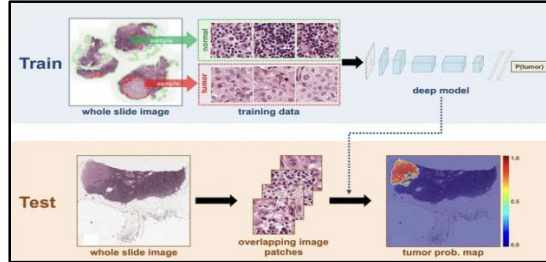 Train
sample
sample
normal
tumor
whole slide image
training data
deep model
P(tumor)
Test
whole slide image
overlapping image
patches
tumor prob. map
1.0
0.5
0.0